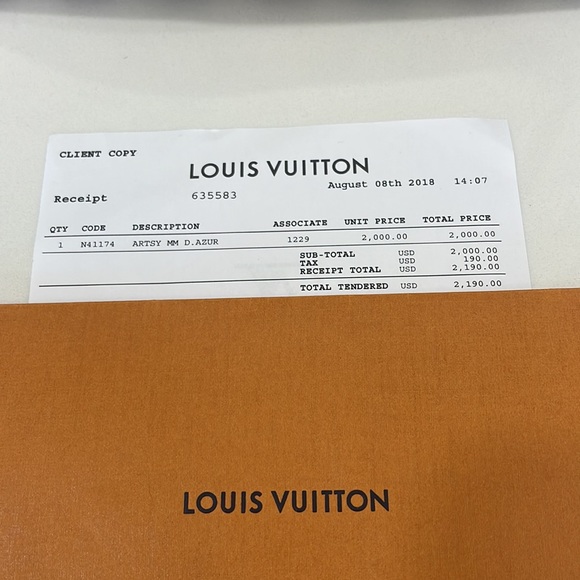 CLIENT COPY
LOUIS VUITTON
August 08th 2018 14:07
Receipt 635583
QTY CODE DESCRIPTION ASSOCIATE UNIT PRICE TOTAL PRICE
1 N41174 ARTSY MM D.AZUR 1229 2,000.00 2,000.00
SUB-TOTAL USD 2,000.00
TAX USD 190.00
RECEIPT TOTAL USD 2,190.00
TOTAL TENDERED USD 2,190.00
LOUIS VUITTON